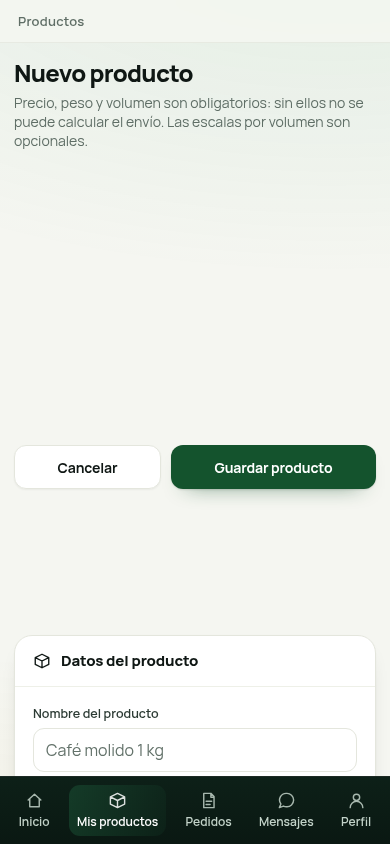 Productos
Nuevo producto
Precio, peso y volumen son obligatorios: sin ellos no se
puede calcular el envío. Las escalas por volumen son
opcionales.
Cancelar
Guardar producto
Datos del producto
Nombre del producto
Café molido 1 kg
Inicio
Mis productos
Pedidos
Mensajes
Perfil